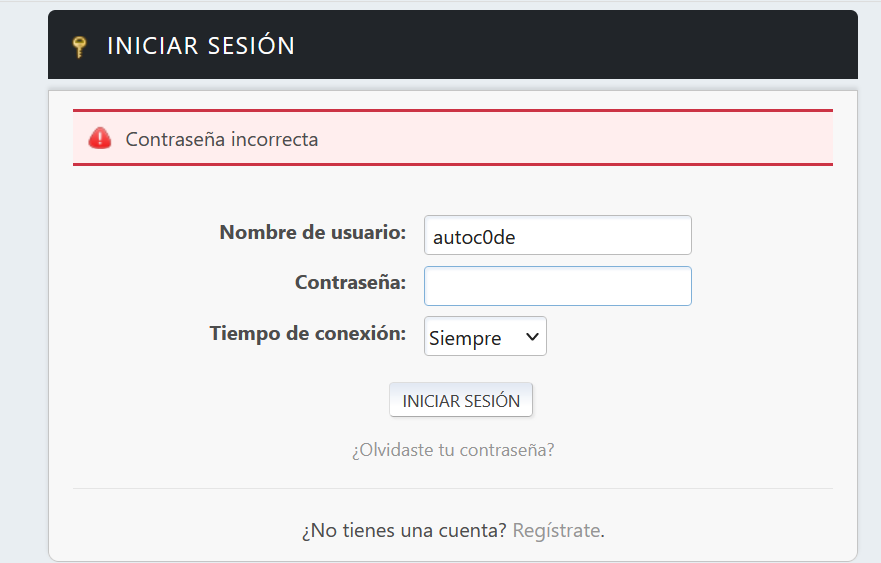 INICIAR SESIÓN
Contraseña incorrecta
Nombre de usuario: autoc0de
Contraseña:
Tiempo de conexión: Siempre
INICIAR SESIÓN
¿Olvidaste tu contraseña?
¿No tienes una cuenta? Regístrate.